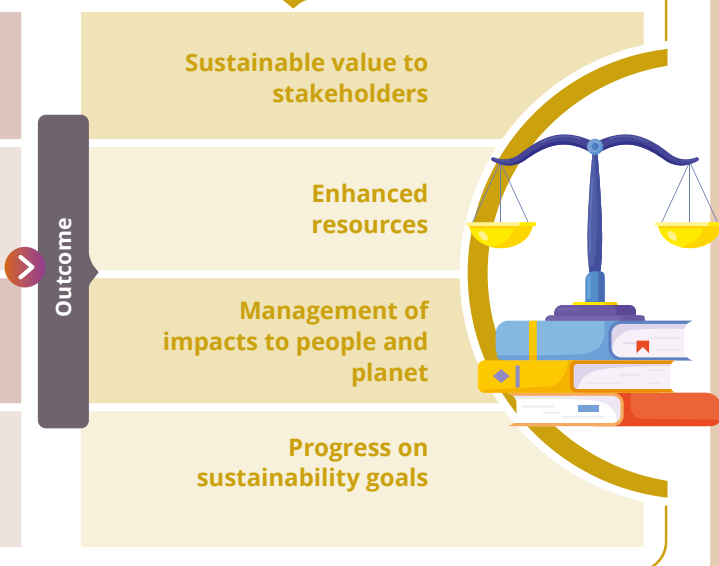 Sustainable value to
stakeholders
Enhanced
resources
Outcome
Management of
impacts to people and
planet
Progress on
sustainability goals